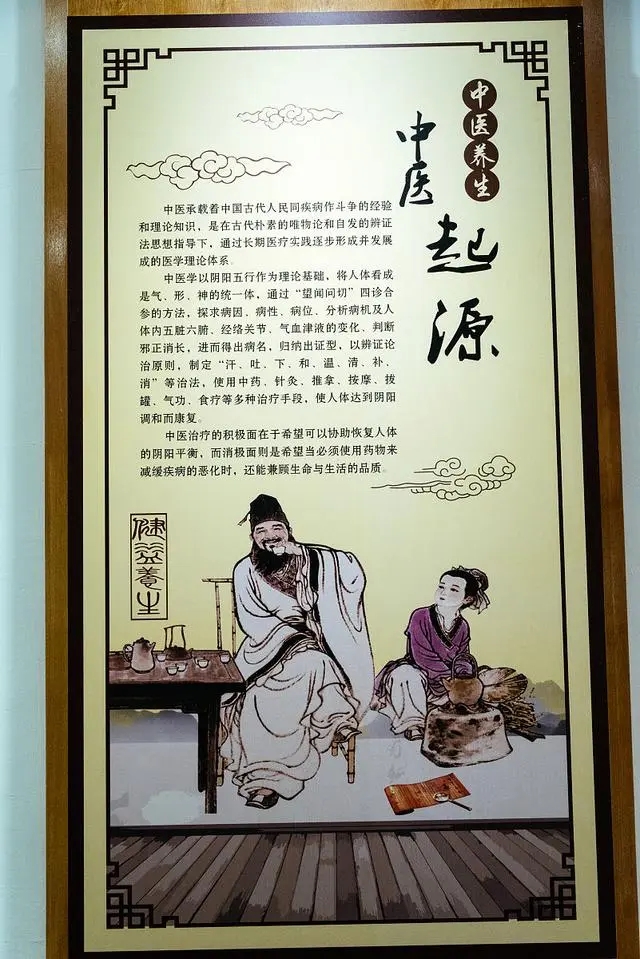 中医养生
中医
起源
中医承载着中国古代人民同疾病作斗争的经验
和理论知识，是在古代朴素的唯物论和自发的辨证
法思想指导下，通过长期医疗实践逐步形成并发展
成的医学理论体系。
中医学以阴阳五行作为理论基础，将人体看成
是气、形、神的统一体，通过“望闻问切”四诊合
参的方法，探求病因、病性、病位、分析病机及人
体内五脏六腑、经络关节、气血津液的变化、判断
邪正消长，进而得出病名，归纳出证型，以辨证论
治原则，制定“汗、吐、下、和、温、清、补、
消”等治法，使用中药、针灸、推拿、按摩、拔
罐、气功、食疗等多种治疗手段，使人体达到阴阳
调和而康复。
中医治疗的积极面在于希望可以协助恢复人体
的阴阳平衡，而消极面则是希望当必须使用药物来
减缓疾病的恶化时，还能兼顾生命与生活的品质。
健益養生